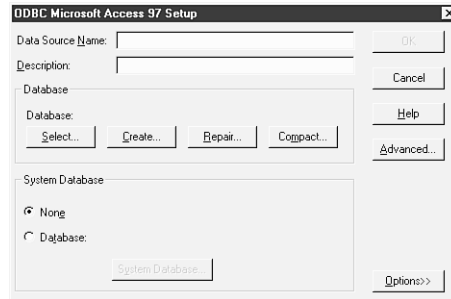 ODBC Microsoft Access 97 Setup
Data Source Name:
OK
Description:
Cancel
Database
Database:
Help
Select...
Create...
Repair...
Compact...
Advanced...
System Database
None
Database:
System Database...
Options>>